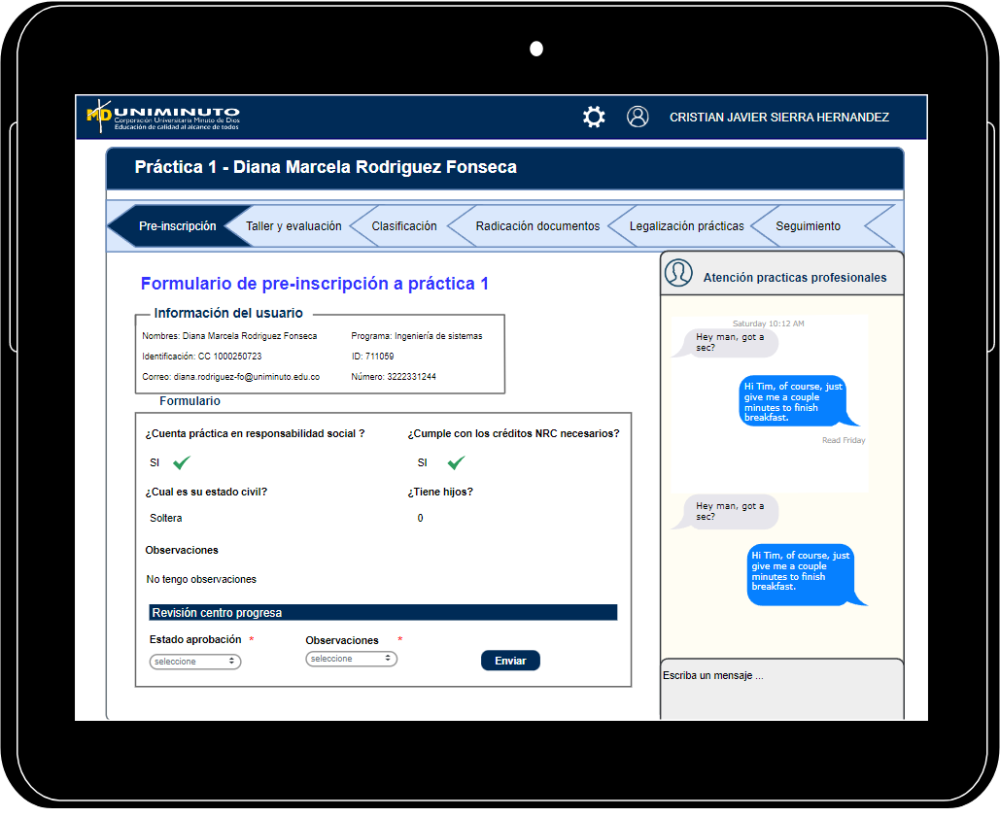 MD UNIMINUTO
Corporación Universitaria Minuto de Dios
Educación de calidad al alcance de todos
CRISTIAN JAVIER SIERRA HERNANDEZ
Práctica 1 - Diana Marcela Rodriguez Fonseca
Pre-inscripción
Taller y evaluación
Clasificación
Radicación documentos
Legalización prácticas
Seguimiento
Formulario de pre-inscripción a práctica 1
Información del usuario
Nombres: Diana Marcela Rodriguez Fonseca
Programa: Ingeniería de sistemas
Identificación: CC 1000250723
ID: 711059
Correo: diana.rodriguez-fo@uniminuto.edu.co
Número: 3222331244
Formulario
¿Cuenta práctica en responsabilidad social ?
¿Cumple con los créditos NRC necesarios?
SI
SI
¿Cual es su estado civil?
¿Tiene hijos?
Soltera
0
Observaciones
No tengo observaciones
Revisión centro progresa
Estado aprobación *
Observaciones *
seleccione
seleccione
Enviar
Atención practicas profesionales
Saturday 10:12 AM
Hey man, got a
sec?
Hi Tim, of course, just
give me a couple
minutes to finish
breakfast.
Read Friday
Hey man, got a
sec?
Hi Tim, of course, just
give me a couple
minutes to finish
breakfast.
Escriba un mensaje ...